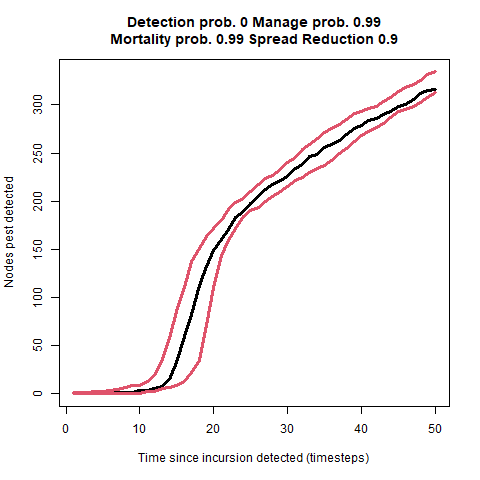 Detection prob. 0 Manage prob. 0.99
Mortality prob. 0.99 Spread Reduction 0.9
Nodes pest detected
300
250
200
150
100
50
0
0 10 20 30 40 50
Time since incursion detected (timesteps)